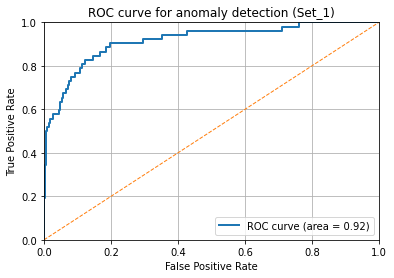 ROC curve for anomaly detection (Set_1)
1.0
0.8
0.6
0.4
0.2
0.0
True Positive Rate
ROC curve (area = 0.92)
0.0 0.2 0.4 0.6 0.8 1.0
False Positive Rate